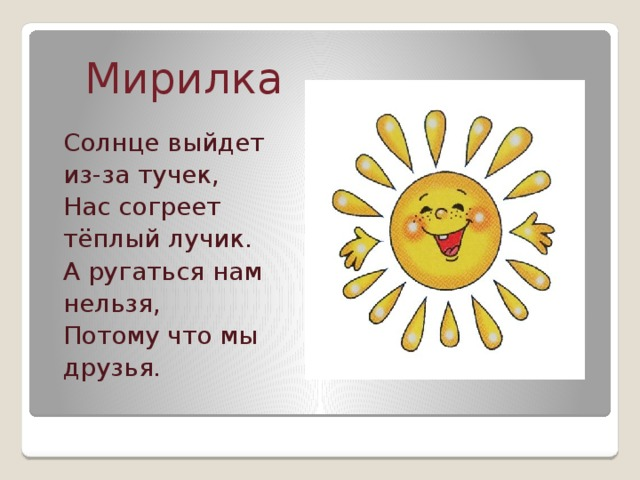 Мирилка
Солнце выйдет
из-за тучек,
Нас согреет
тёплый лучик.
А ругаться нам
нельзя,
Потому что мы
друзья.